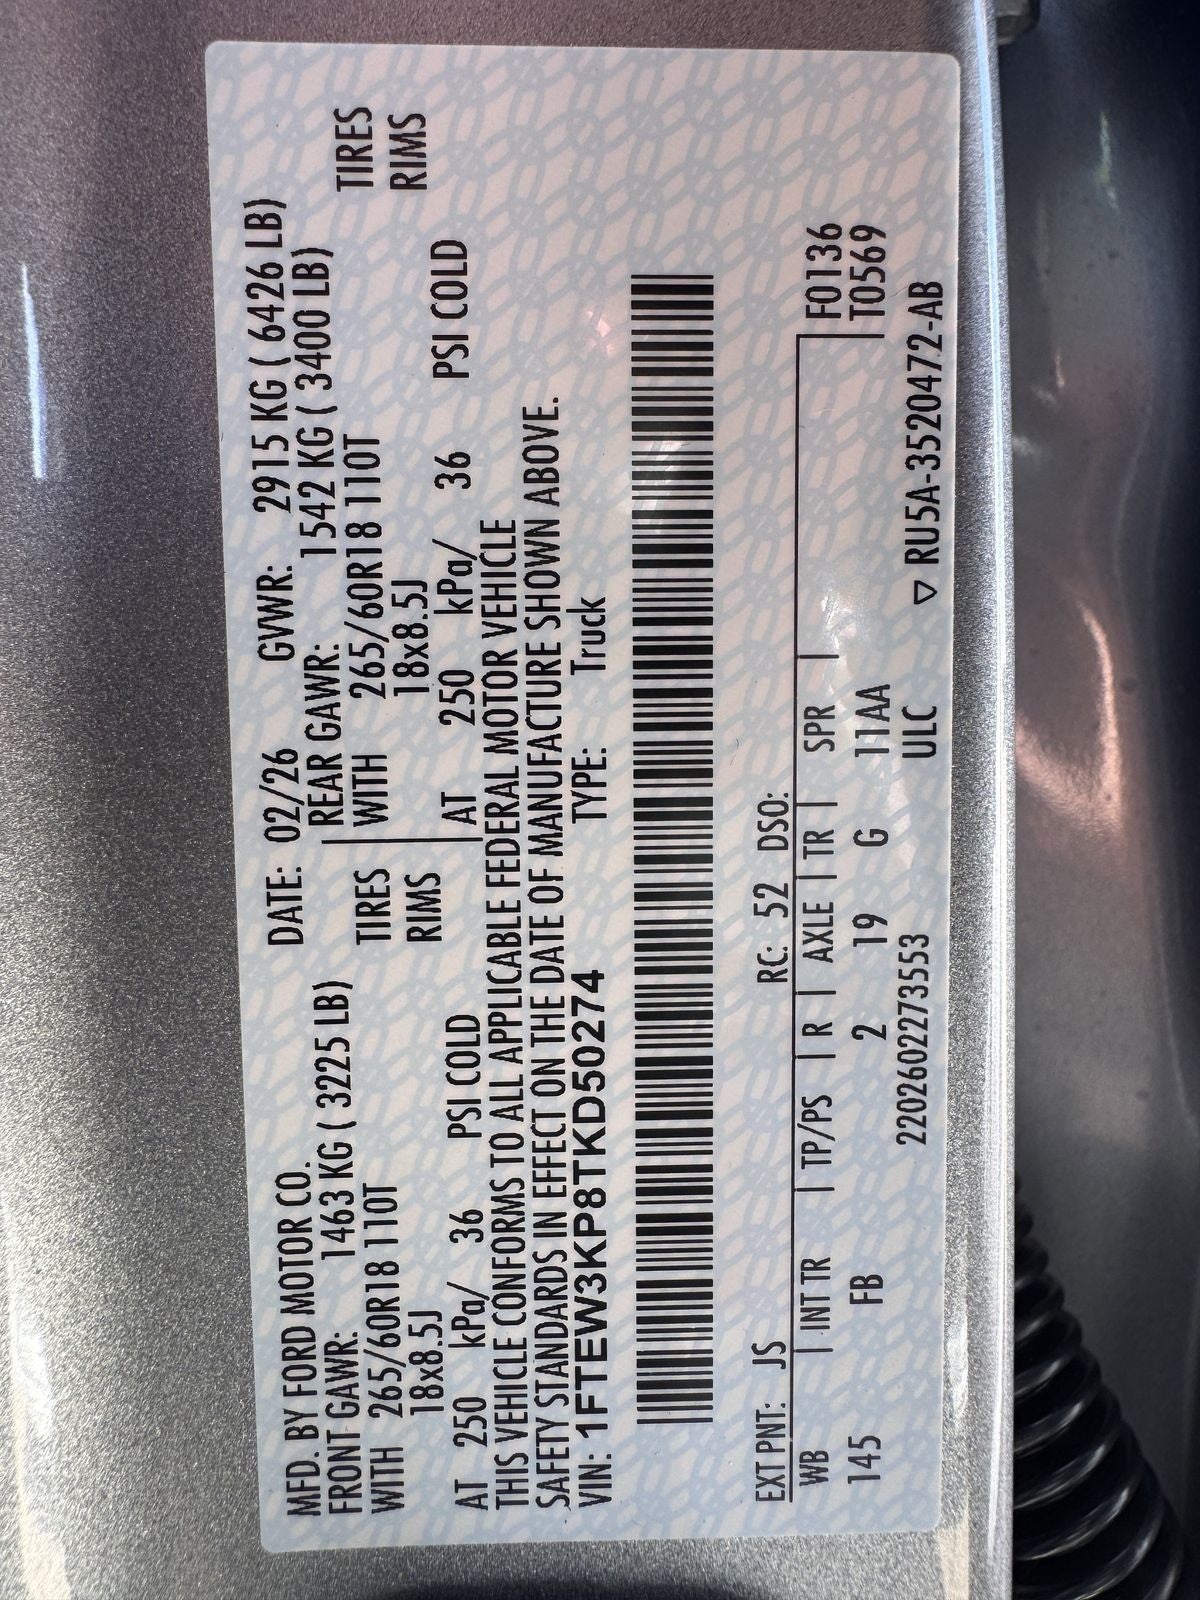 MFD. BY FORD MOTOR CO. DATE: 02/26 GVWR: 2915 KG ( 6426 LB)
FRONT GAWR: 1463 KG ( 3225 LB) REAR GAWR: 1542 KG ( 3400 LB)
WITH 265/60R18 110T TIRES WITH 265/60R18 110T TIRES
18x8.5J RIMS 18x8.5J RIMS
AT 250 kPa/ 36 PSI COLD AT 250 kPa/ 36 PSI COLD
THIS VEHICLE CONFORMS TO ALL APPLICABLE FEDERAL MOTOR VEHICLE
SAFETY STANDARDS IN EFFECT ON THE DATE OF MANUFACTURE SHOWN ABOVE.
VIN: 1FTEW3KP8TKD50274 TYPE: Truck
EXT PNT: JS RC: 52 DSO:
WB INT TR TP/PS R AXLE TR SPR F0136
145 FB 2 19 G 11AA T0569
2202602273553 ULC ▽ RU5A-3520472-AB